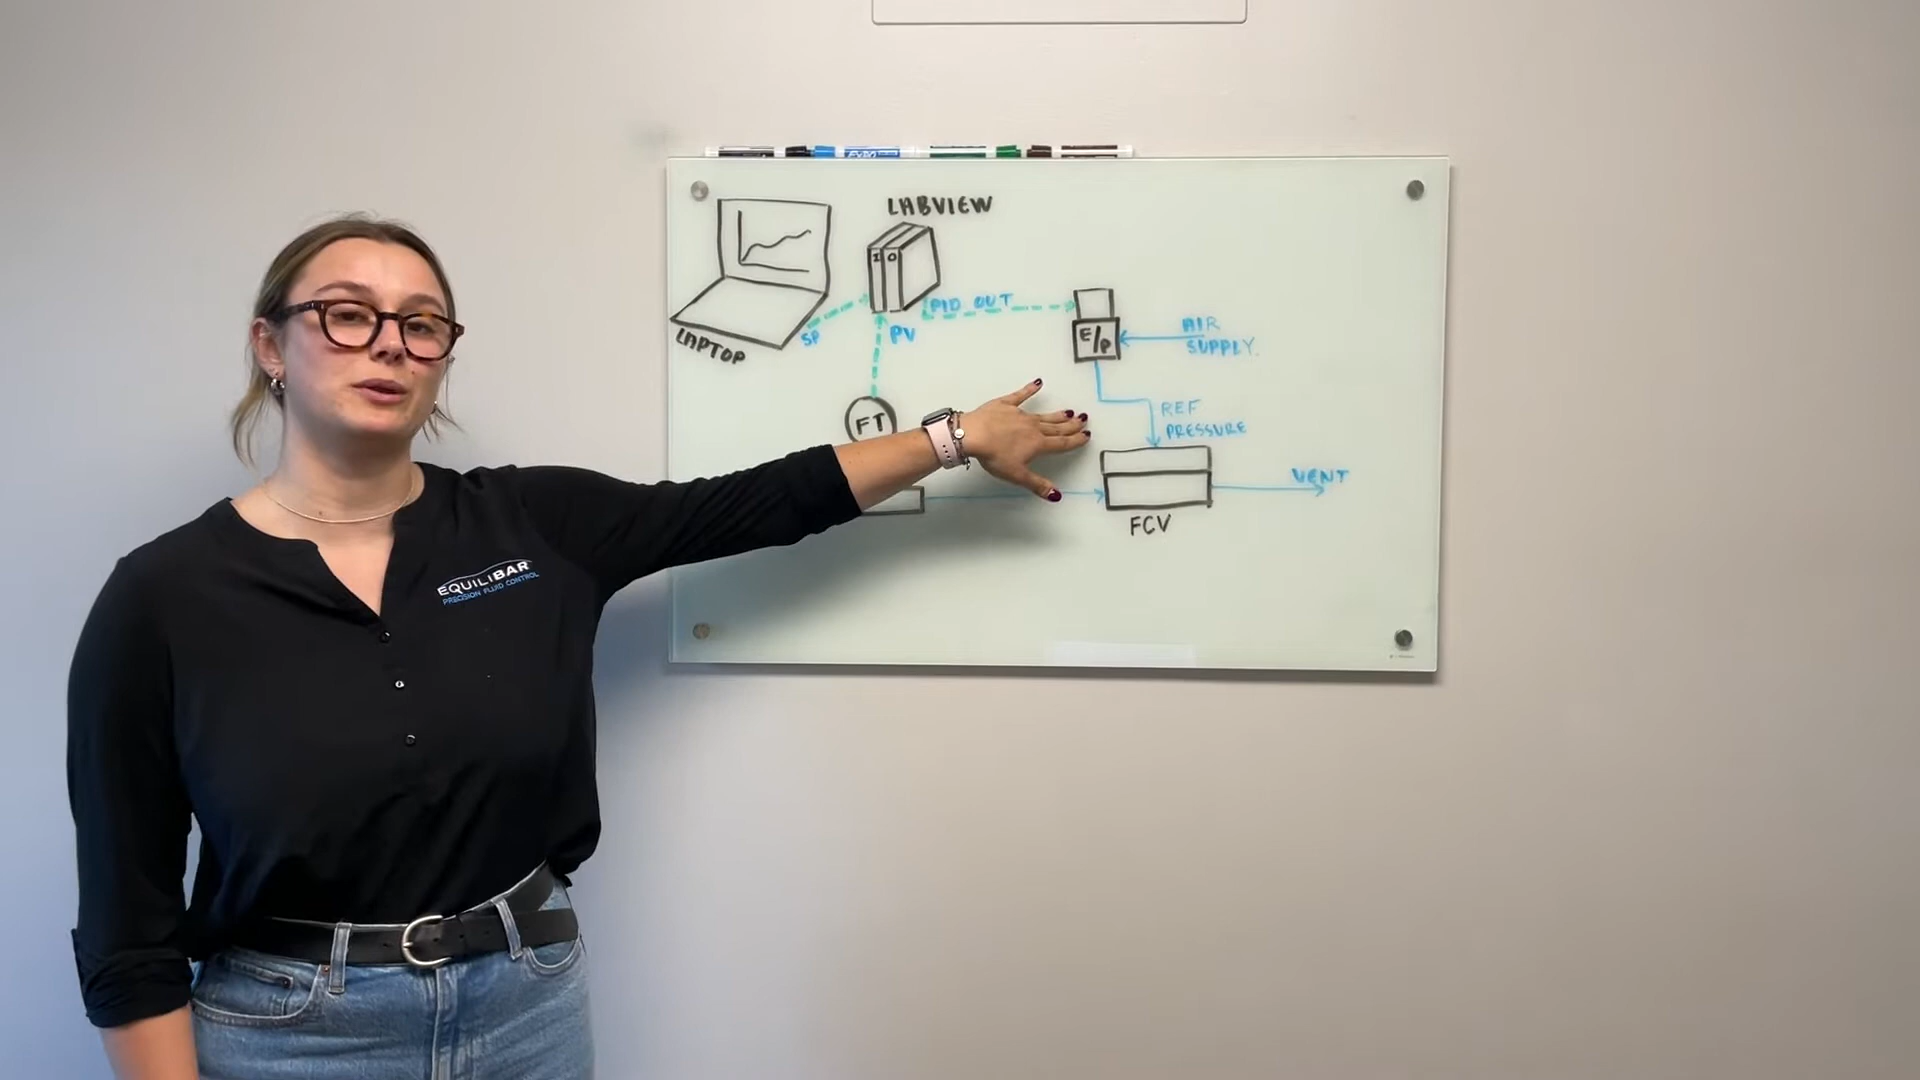 LABVIEW
I O
LAPTOP
SP
PV
PID OUT
E/P
AIR
SUPPLY
FT
REF
PRESSURE
VENT
FCV
EXPO
EQUILIBAR
PRECISION FLUID CONTROL